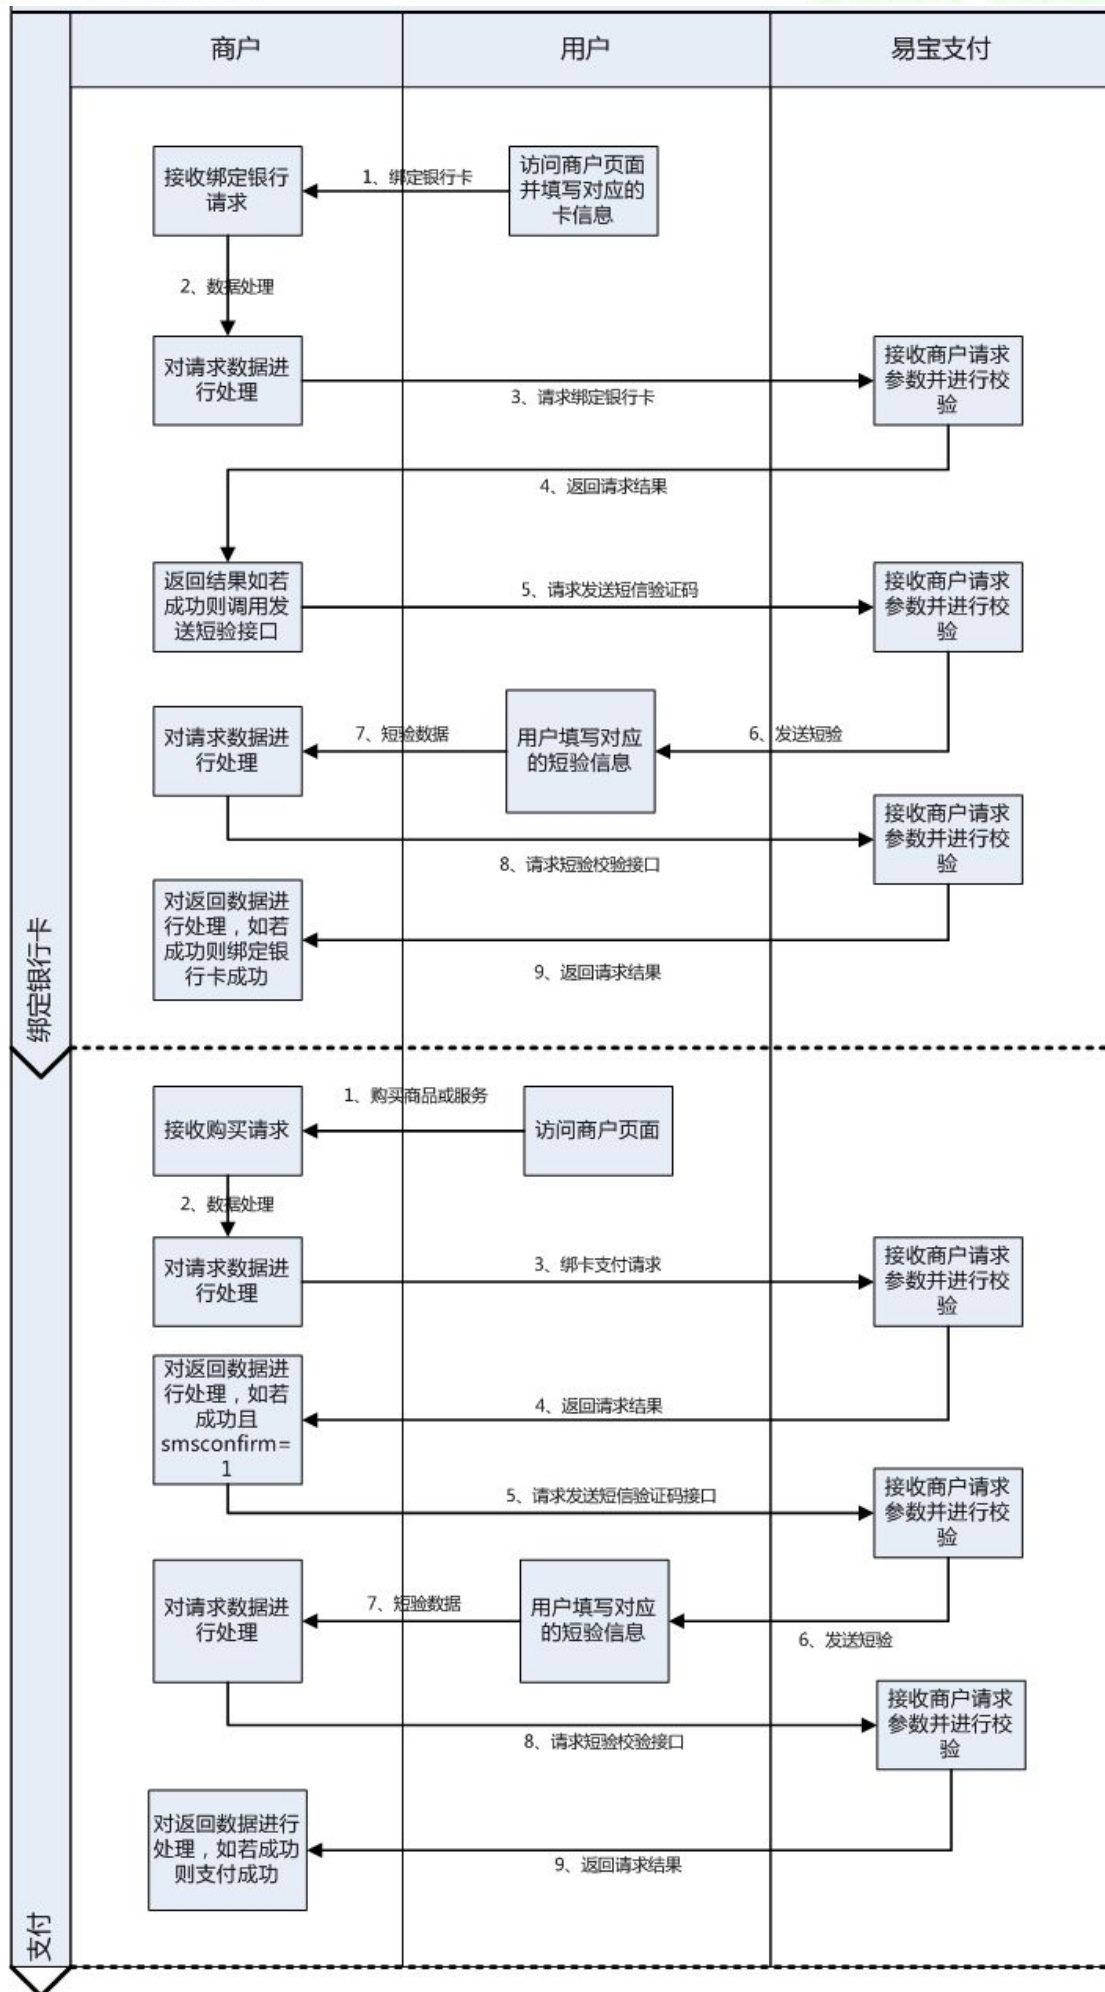 商户
用户
易宝支付
接收绑定银行
请求
1、绑定银行卡
访问商户页面
并填写对应的
卡信息
2、数据处理
对请求数据进
行处理
3、请求绑定银行卡
接收商户请求
参数并进行校
验
4、返回请求结果
返回结果如若
成功则调用发
送短验接口
5、请求发送短信验证码
接收商户请求
参数并进行校
验
对请求数据进
行处理
7、短验数据
用户填写对应
的短验信息
6、发送短验
8、请求短验校验接口
接收商户请求
参数并进行校
验
对返回数据进
行处理，如若
成功则绑定银
行卡成功
9、返回请求结果
绑定银行卡
接收购买请求
1、购买商品或服务
访问商户页面
2、数据处理
对请求数据进
行处理
3、绑卡支付请求
接收商户请求
参数并进行校
验
对返回数据进
行处理，如若
成功且
smsconfirm=
1
4、返回请求结果
5、请求发送短信验证码接口
接收商户请求
参数并进行校
验
对请求数据进
行处理
7、短验数据
用户填写对应
的短验信息
6、发送短验
8、请求短验校验接口
接收商户请求
参数并进行校
验
对返回数据进行
处理，如若成功
则支付成功
9、返回请求结果
支付